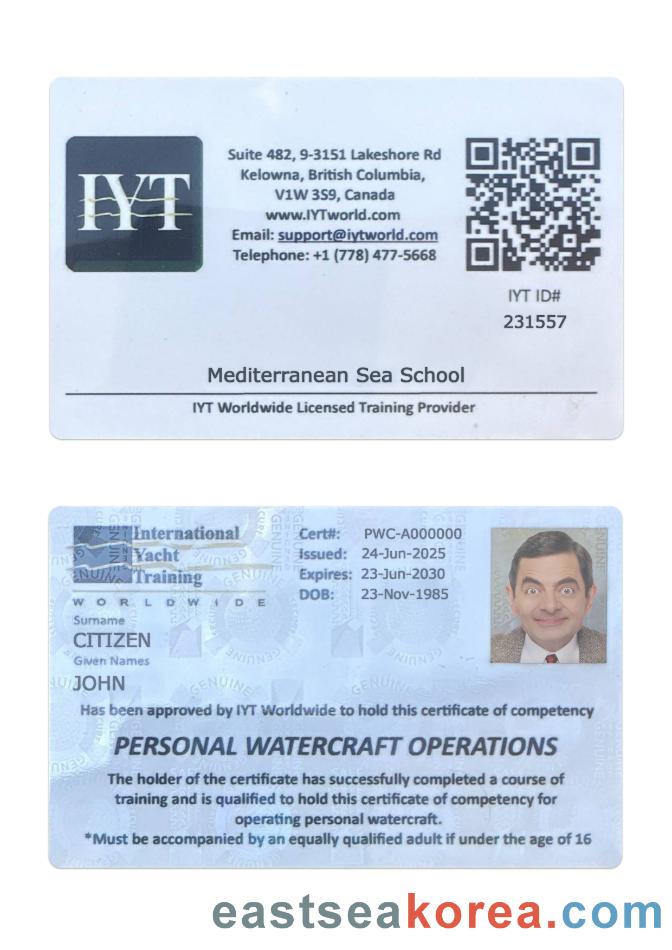 IYT
Suite 482, 9-3151 Lakeshore Rd
Kelowna, British Columbia,
V1W 3S9, Canada
www.IYTworld.com
Email: support@iytworld.com
Telephone: +1 (778) 477-5668
IYT ID#
231557
Mediterranean Sea School
IYT Worldwide Licensed Training Provider
International
Yacht
Training
WORLDWIDE
Cert#: PWC-A000000
Issued: 24-Jun-2025
Expires: 23-Jun-2030
DOB: 23-Nov-1985
Surname
CITIZEN
Given Names
JOHN
Has been approved by IYT Worldwide to hold this certificate of competency
PERSONAL WATERCRAFT OPERATIONS
The holder of the certificate has successfully completed a course of
training and is qualified to hold this certificate of competency for
operating personal watercraft.
*Must be accompanied by an equally qualified adult if under the age of 16
GENUINE
eastseakorea.com